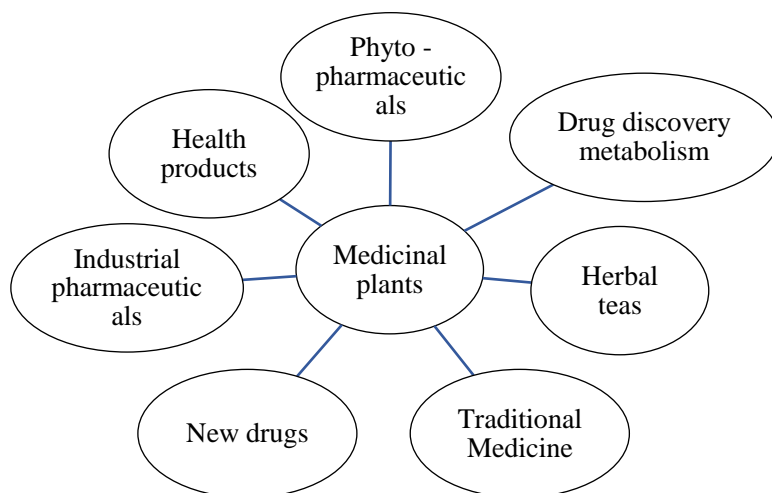 Phyto -
pharmaceutic
als
Drug discovery
metabolism
Health
products
Medicinal
plants
Industrial
pharmaceutic
als
Herbal
teas
New drugs
Traditional
Medicine